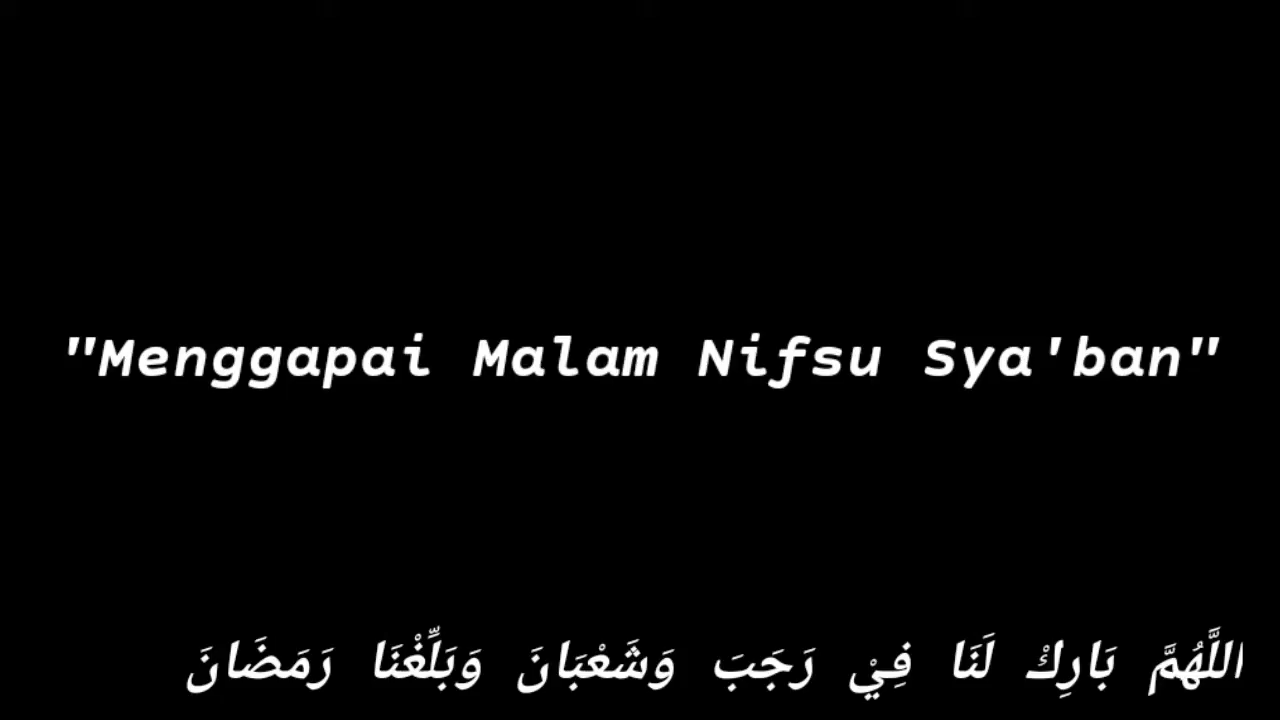 "Menggapai Malam Nifsu Sya'ban"
اللَّهُمَّ بَارِكْ لَنَا فِيْ رَجَبَ وَشَعْبَانَ وَبَلِّغْنَا رَمَضَانَ